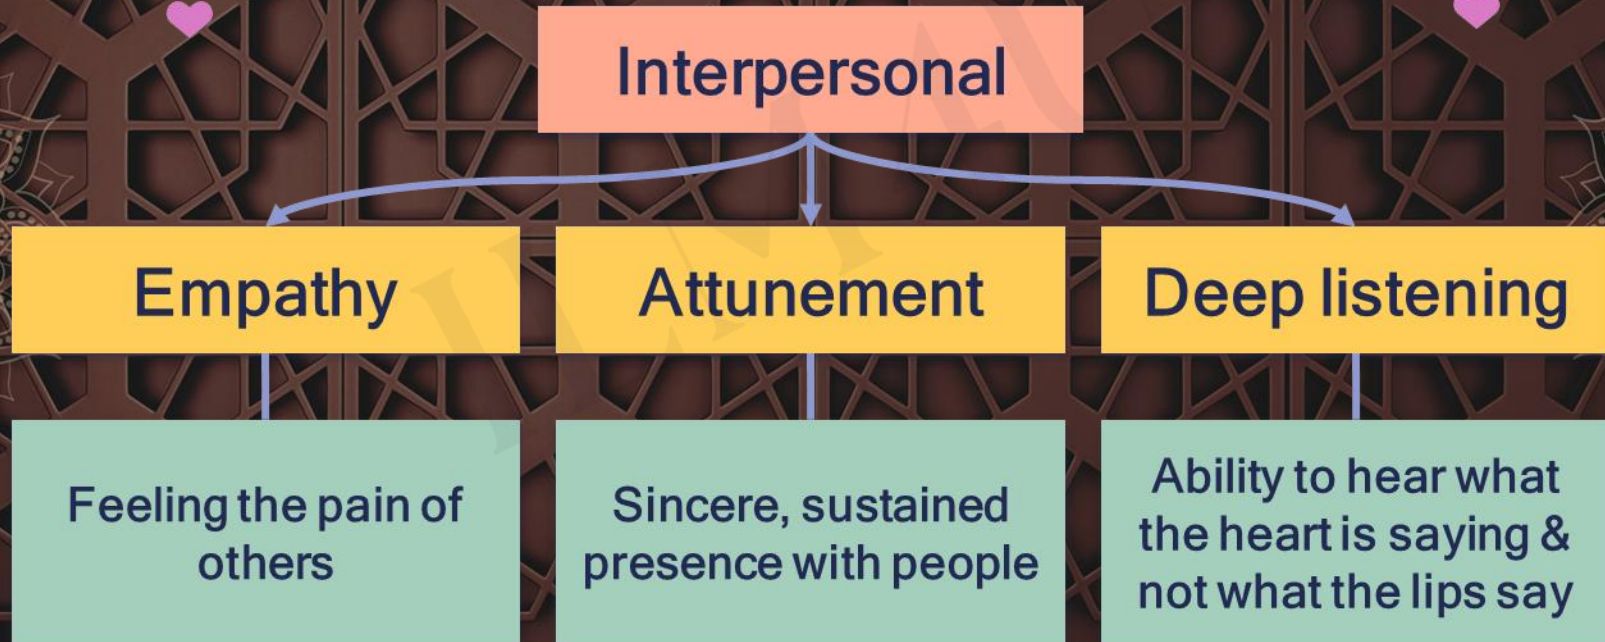 Interpersonal
Empathy
Attunement
Deep listening
Feeling the pain of
others
Sincere, sustained
presence with people
Ability to hear what
the heart is saying &
not what the lips say